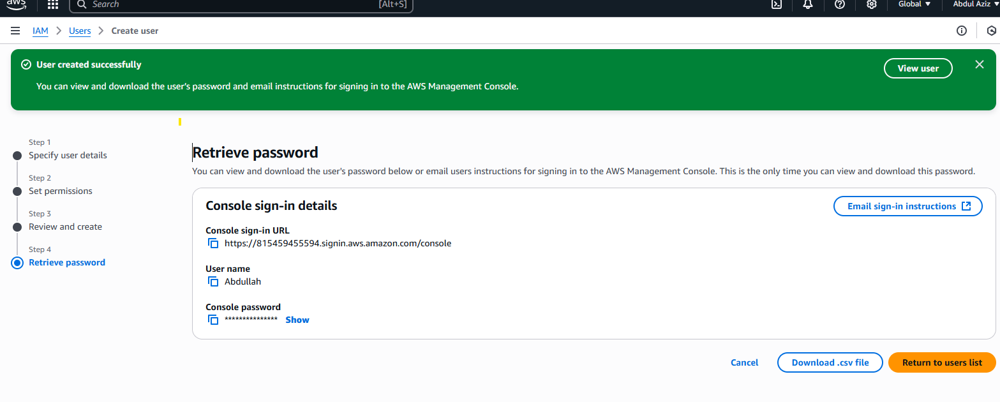 aws
Search [Alt+S] Global Abdul Aziz
IAM Users Create user
User created successfully
View user
You can view and download the user's password and email instructions for signing in to the AWS Management Console.
Step 1
Specify user details
Step 2
Set permissions
Step 3
Review and create
Step 4
Retrieve password
Retrieve password
You can view and download the user's password below or email users instructions for signing in to the AWS Management Console. This is the only time you can view and download this password.
Console sign-in details
Email sign-in instructions
Console sign-in URL
https://815459455594.signin.aws.amazon.com/console
User name
Abdullah
Console password
*************** Show
Cancel
Download .csv file
Return to users list